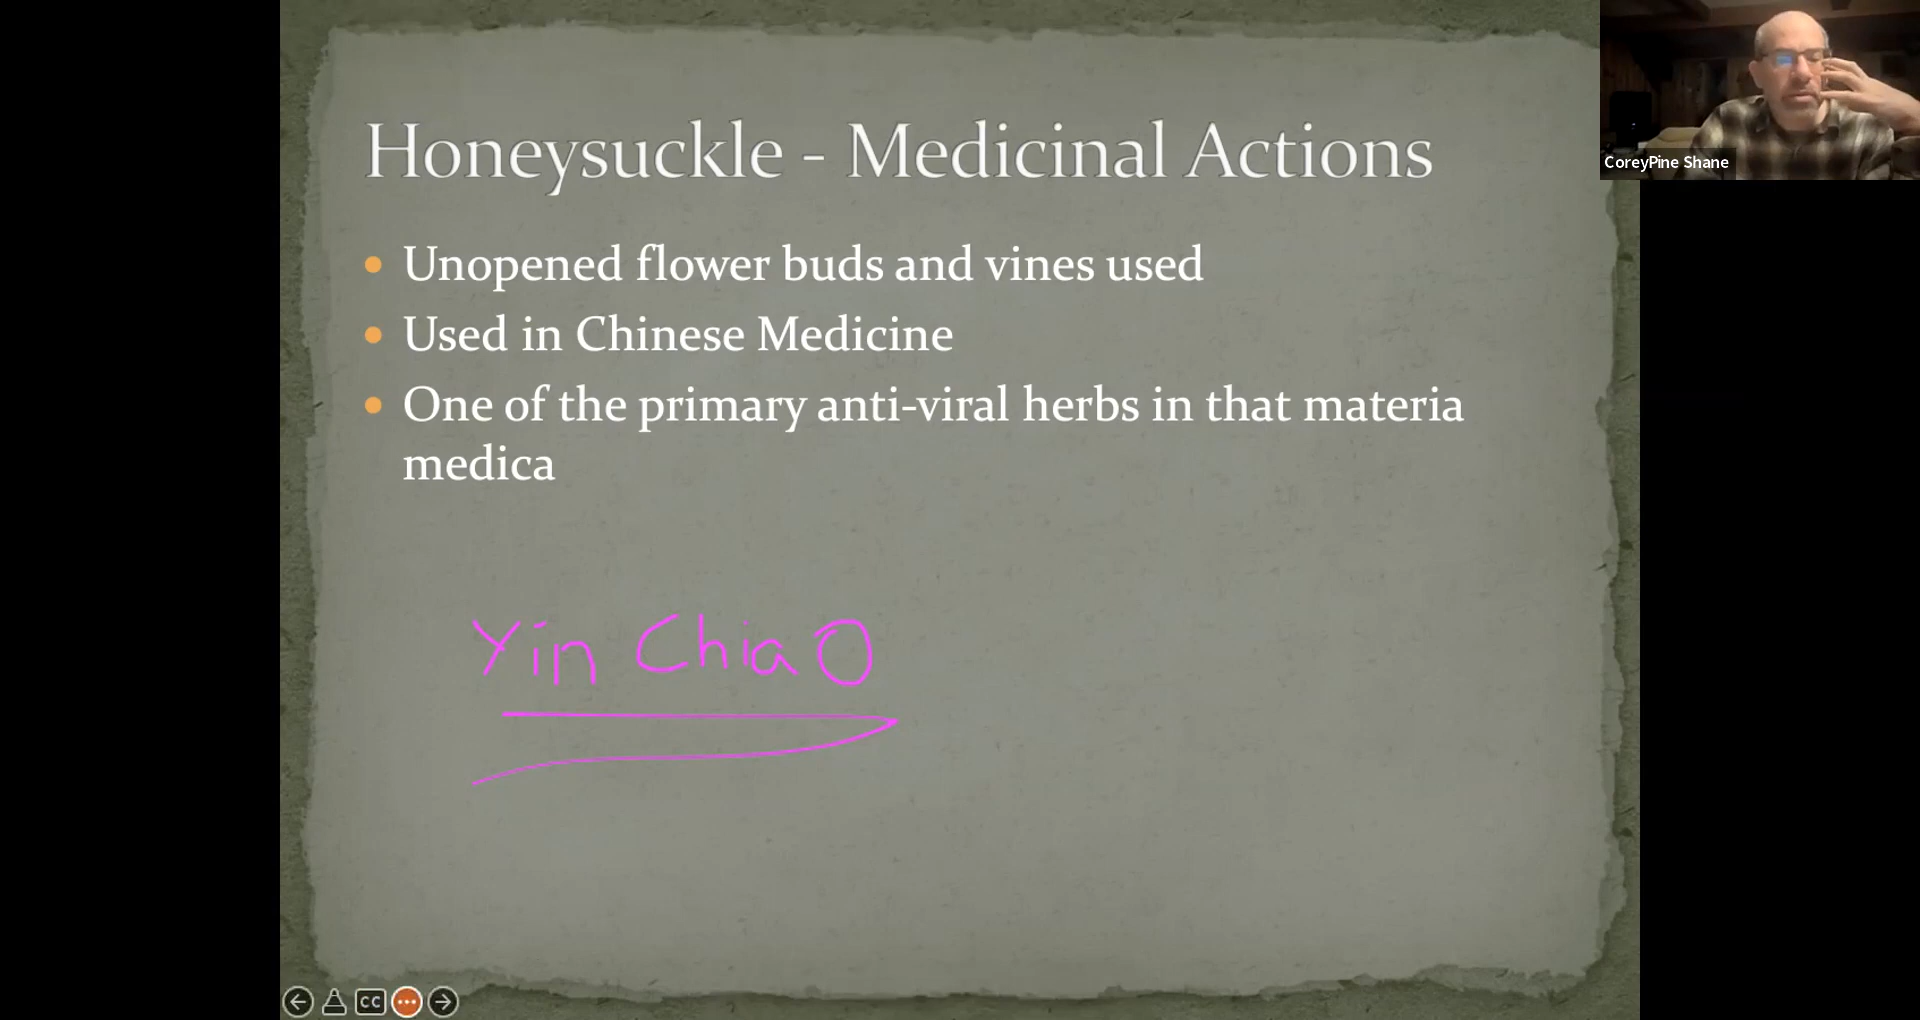 Honeysuckle - Medicinal Actions
• Unopened flower buds and vines used
• Used in Chinese Medicine
• One of the primary anti-viral herbs in that materia
medica
Yin Chiao
CoreyPine Shane
CC